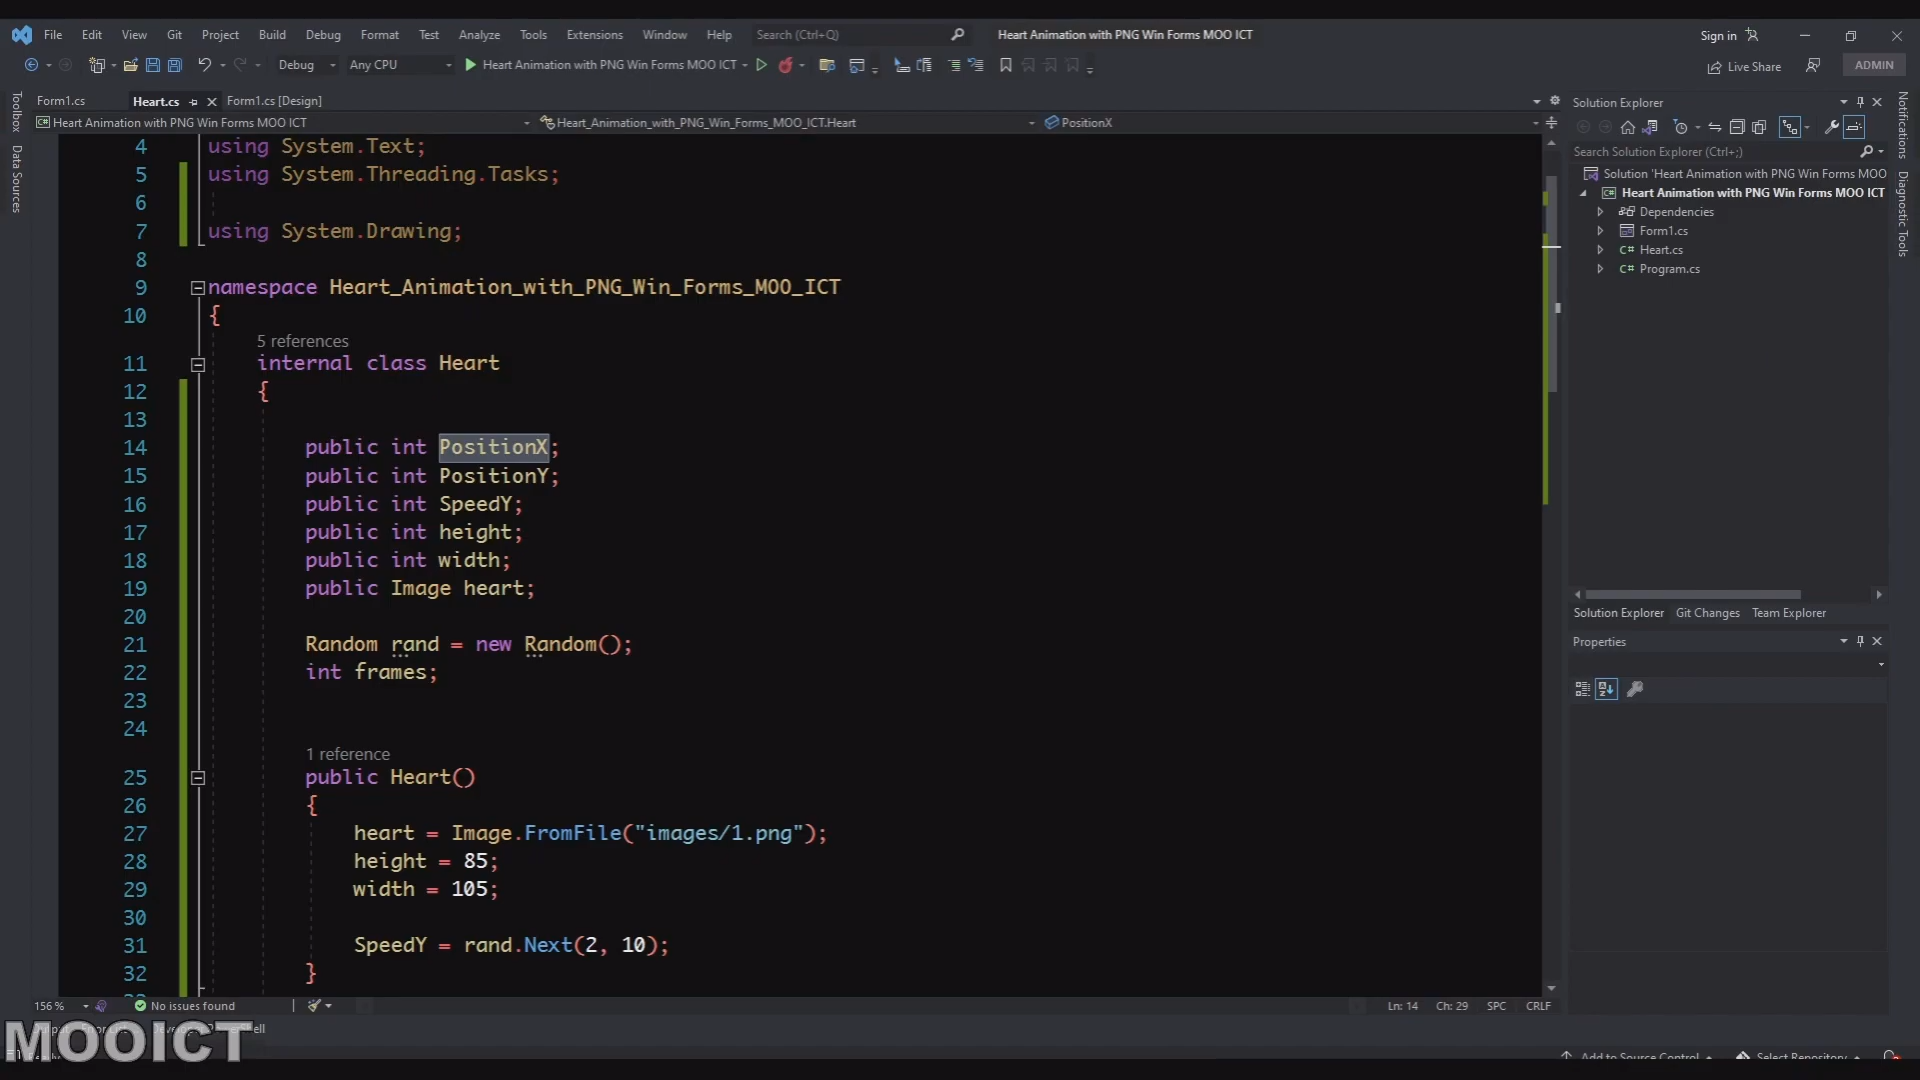 File Edit View Git Project Build Debug Format Test Analyze Tools Extensions Window Help Search (Ctrl+Q) Heart Animation with PNG Win Forms MOO ICT Sign in
Debug Any CPU Heart Animation with PNG Win Forms MOO ICT Live Share ADMIN
Form1.cs Heart.cs Form1.cs [Design]
Heart Animation with PNG Win Forms MOO ICT Heart_Animation_with_PNG_Win_Forms_MOO_ICT.Heart PositionX
Toolbox
Data Sources
4 using System.Text;
5 using System.Threading.Tasks;
6
7 using System.Drawing;
8
9 namespace Heart_Animation_with_PNG_Win_Forms_MOO_ICT
10 {
5 references
11 internal class Heart
12 {
13
14 public int PositionX;
15 public int PositionY;
16 public int SpeedY;
17 public int height;
18 public int width;
19 public Image heart;
20
21 Random rand = new Random();
22 int frames;
23
24
1 reference
25 public Heart()
26 {
27 heart = Image.FromFile("images/1.png");
28 height = 85;
29 width = 105;
30
31 SpeedY = rand.Next(2, 10);
32 }
156 % No issues found Ln: 14 Ch: 29 SPC CRLF
Solution Explorer
Search Solution Explorer (Ctrl+;)
Solution 'Heart Animation with PNG Win Forms MOO
Heart Animation with PNG Win Forms MOO ICT
Dependencies
Form1.cs
Heart.cs
Program.cs
Solution Explorer Git Changes Team Explorer
Properties
Notifications
Diagnostic Tools
MOOICT
Add to Source Control Select Repository